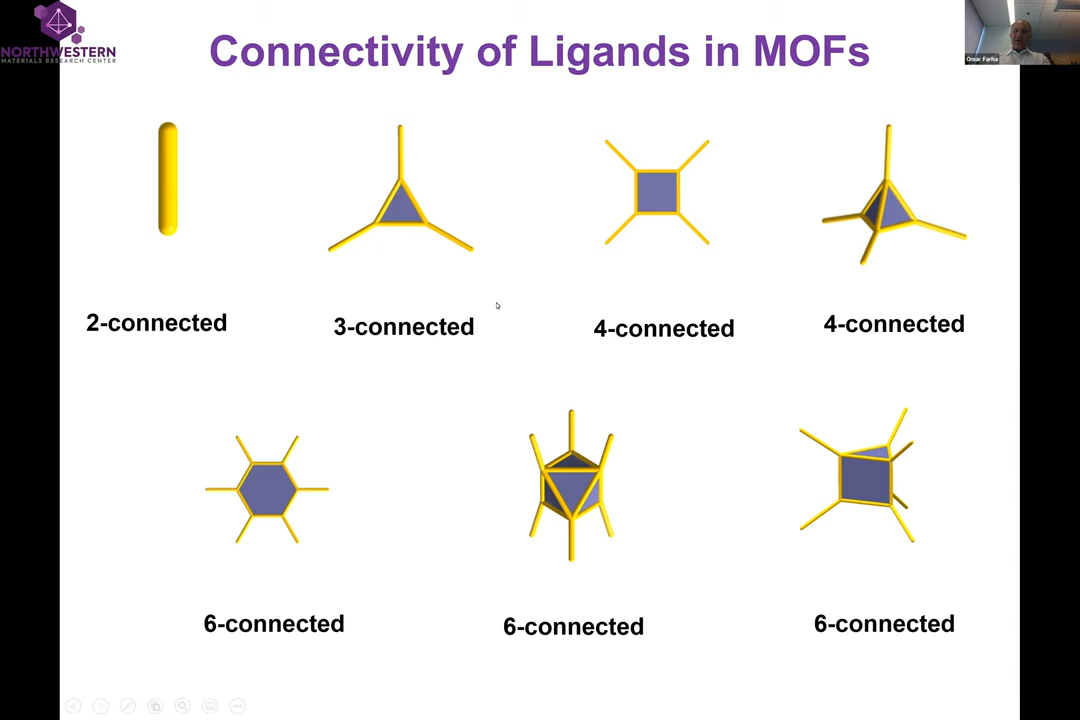 NORTHWESTERN
MATERIALS RESEARCH CENTER
Connectivity of Ligands in MOFs
Omar Farha
2-connected
3-connected
4-connected
4-connected
6-connected
6-connected
6-connected